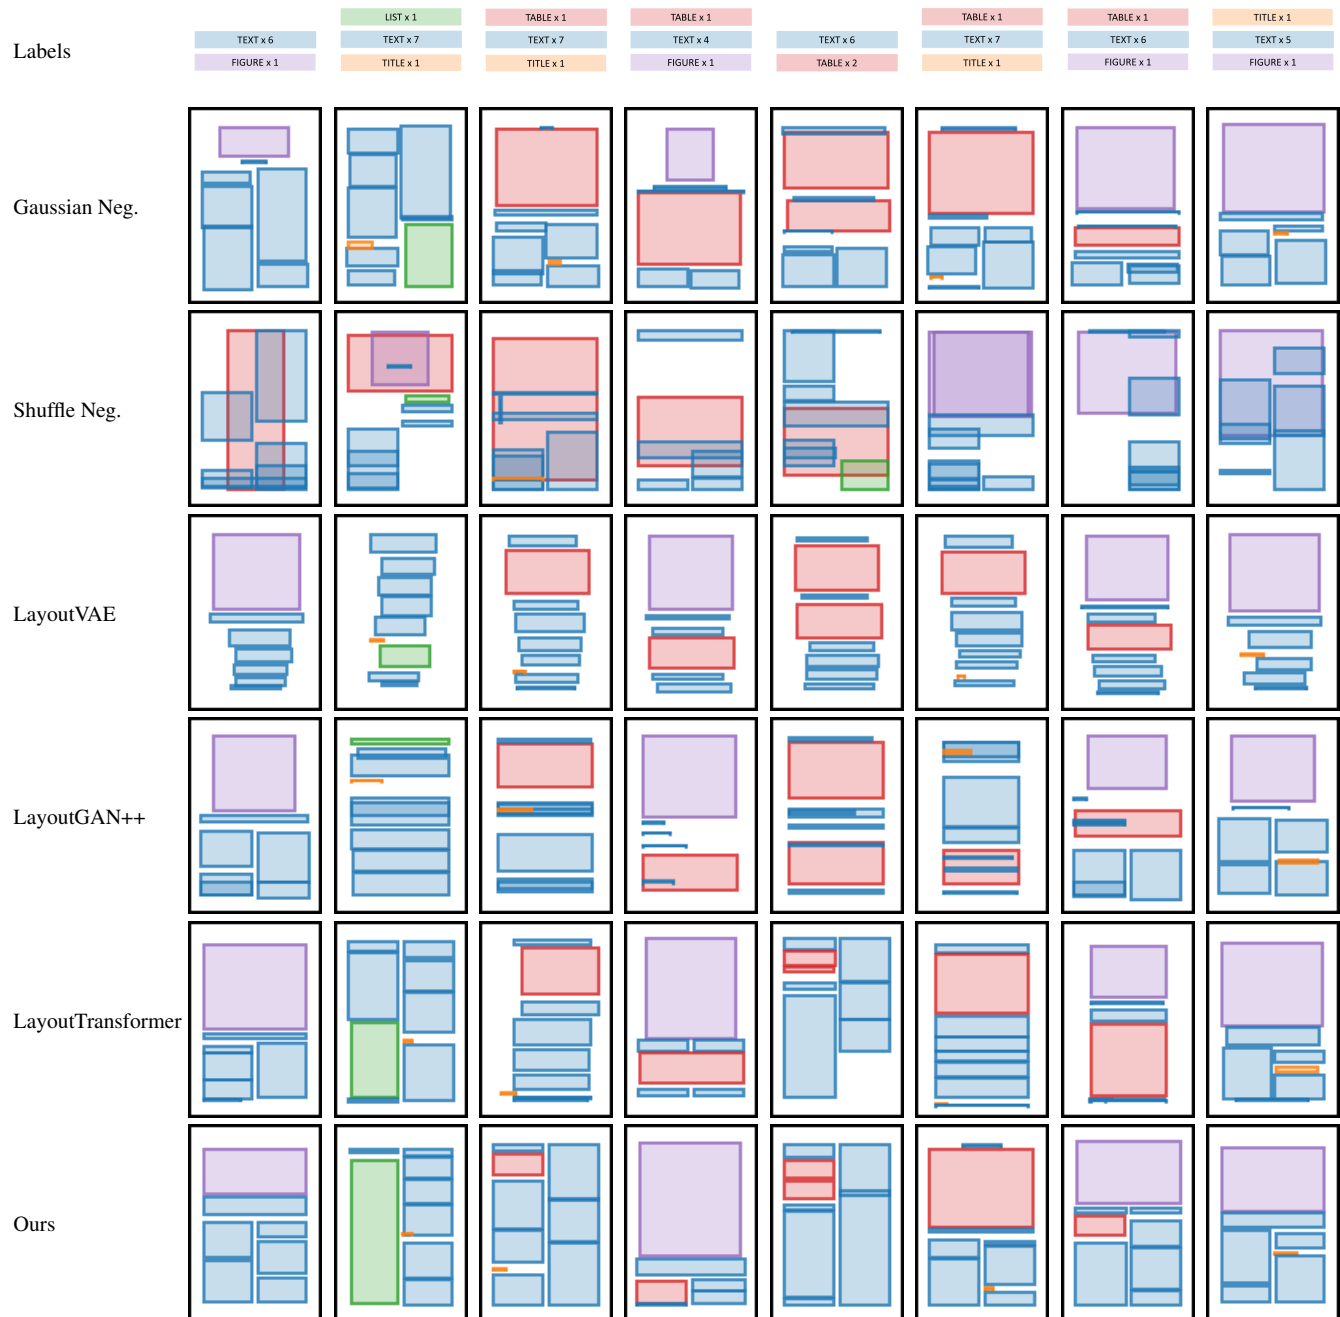 LIST x 1
TABLE x 1
TABLE x 1
TABLE x 1
TABLE x 1
TITLE x 1
Labels
TEXT x 6
TEXT x 7
TEXT x 7
TEXT x 4
TEXT x 6
TEXT x 7
TEXT x 6
TEXT x 5
FIGURE x 1
TITLE x 1
TITLE x 1
FIGURE x 1
TABLE x 2
TITLE x 1
FIGURE x 1
FIGURE x 1
Gaussian Neg.
Shuffle Neg.
LayoutVAE
LayoutGAN++
LayoutTransformer
Ours